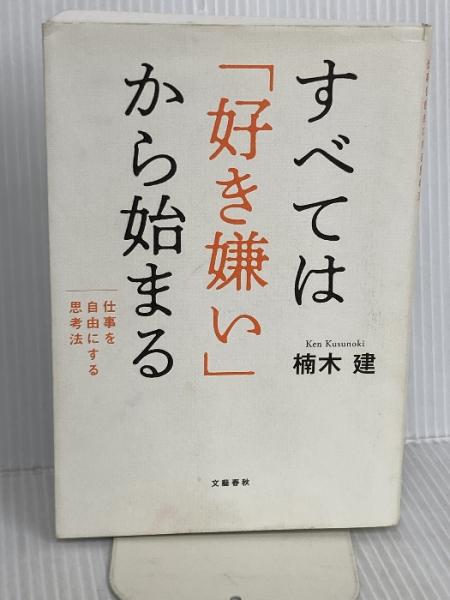 すべては
「好き嫌い」
から始まる
仕事を
自由にする
思考法
Ken Kusunoki
楠木 建
文藝春秋